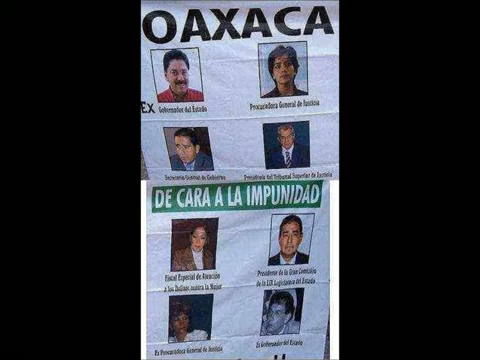 OAXACA
Ex Gobernador del Estado
Procuradora General de Justicia
Secretario General de Gobierno
Presidente del Tribunal Superior de Justicia
DE CARA A LA IMPUNIDAD
Fiscal Especial de Atención
a los Delitos contra la Mujer
Presidente de la Gran Comisión
de la LIX Legislatura del Estado
Ex Procuradora General de Justicia
Ex Gobernador del Estado